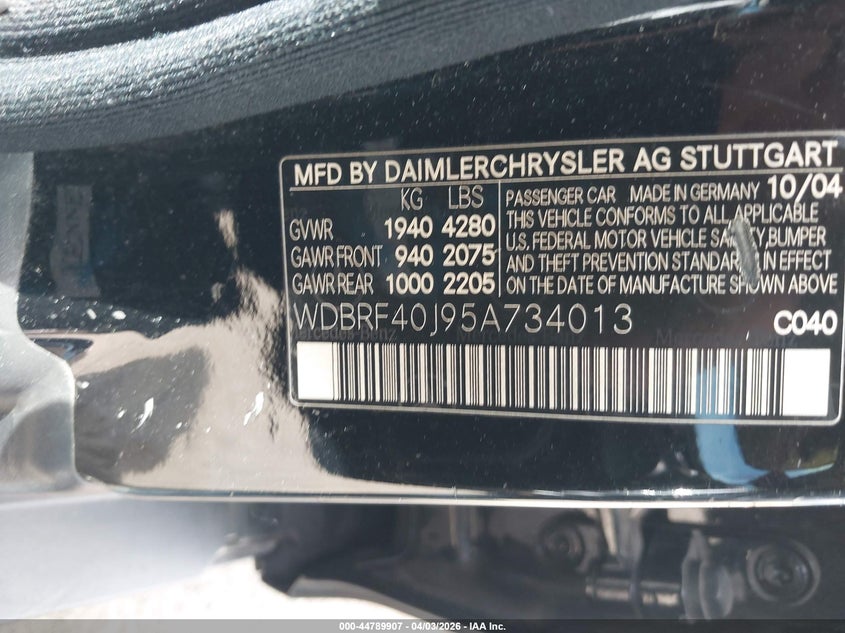 MFD BY DAIMLERCHRYSLER AG STUTTGART
KG LBS
GVWR 1940 4280
GAWR FRONT 940 2075
GAWR REAR 1000 2205
PASSENGER CAR MADE IN GERMANY 10/04
THIS VEHICLE CONFORMS TO ALL APPLICABLE
U.S. FEDERAL MOTOR VEHICLE SAFETY, BUMPER
AND THEFT PREVENTION STANDARDS IN EFFECT
ON THE DATE OF MANUFACTURE SHOWN ABOVE
WDBRF40J95A734013 C040
Mercedes-Benz
000-44789907 - 04/03/2026 - IAA Inc.